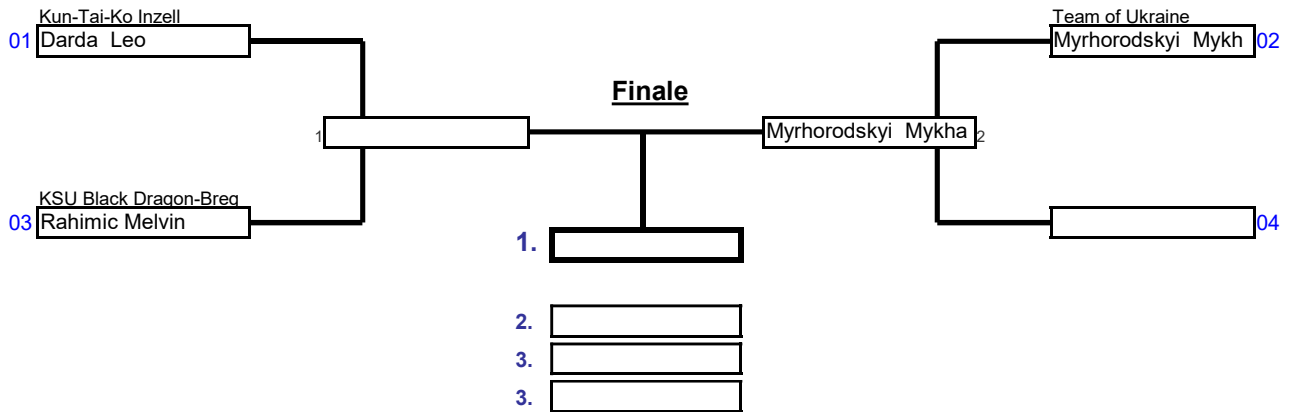 Kun-Tai-Ko Inzell
01 Darda Leo
Team of Ukraine
Myrhorodskyi Mykh 02
Finale
1
Myrhorodskyi Mykha 2
KSU Black Dragon-Breg
03 Rahimic Melvin
04
1.
2.
3.
3.